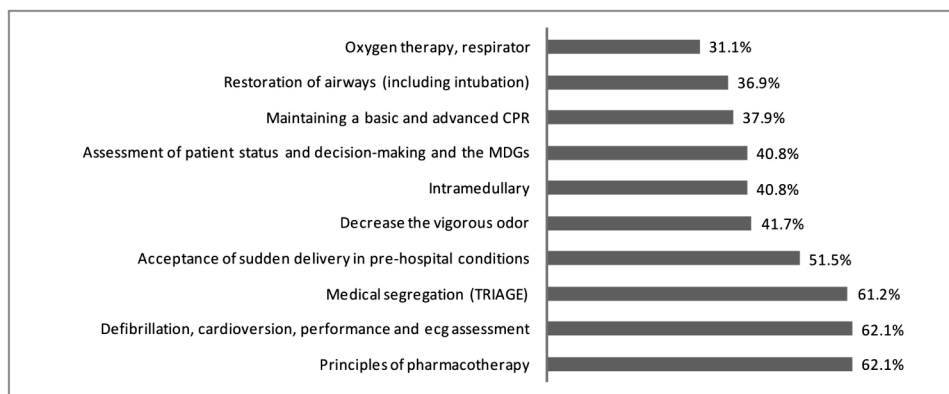 Oxygen therapy, respirator 31.1%
Restoration of airways (including intubation) 36.9%
Maintaining a basic and advanced CPR 37.9%
Assessment of patient status and decision-making and the MDGs 40.8%
Intramedullary 40.8%
Decrease the vigorous odor 41.7%
Acceptance of sudden delivery in pre-hospital conditions 51.5%
Medical segregation (TRIAGE) 61.2%
Defibrillation, cardioversion, performance and ecg assessment 62.1%
Principles of pharmacotherapy 62.1%